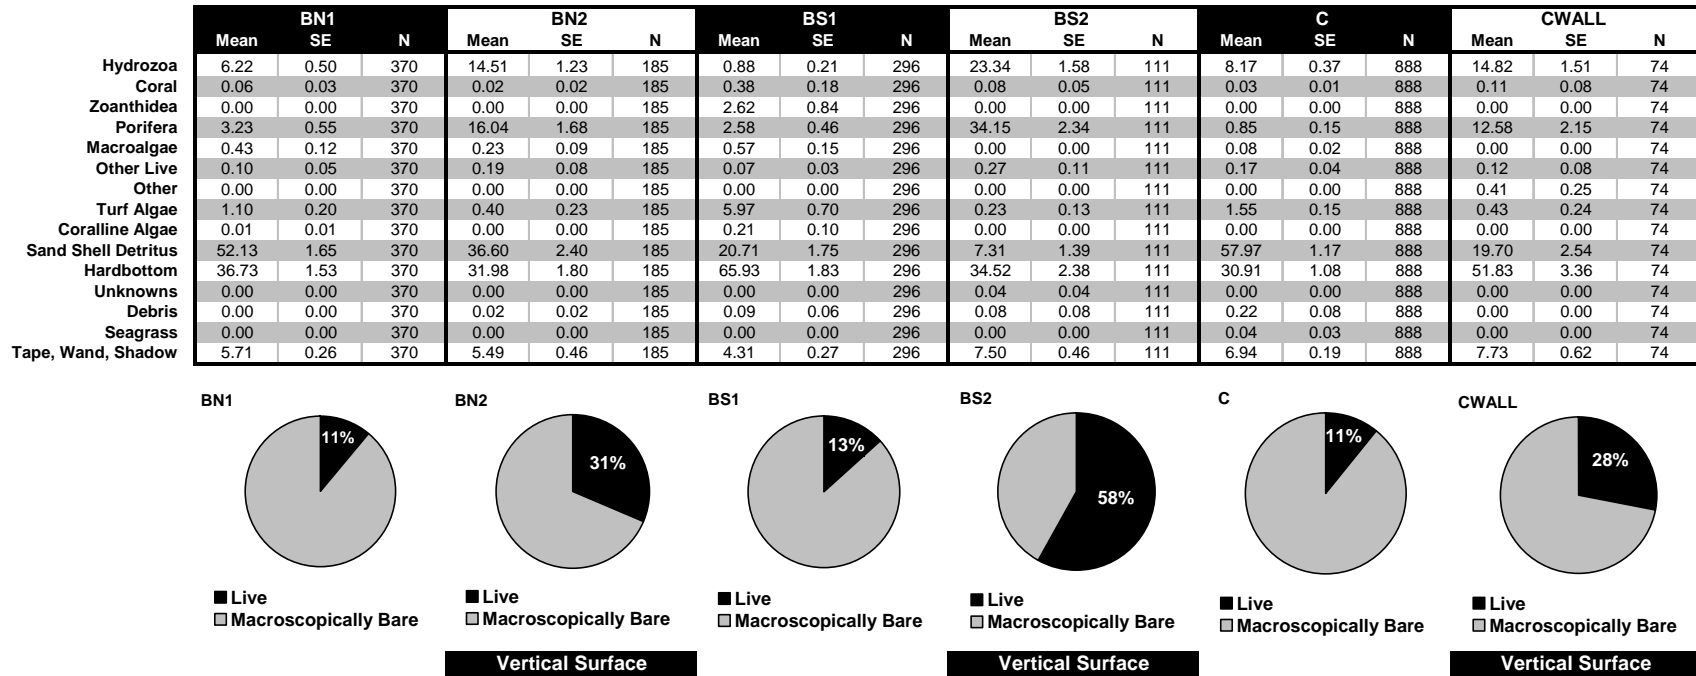 BN1 BN2 BS1 BS2 C CWALL
Mean SE N Mean SE N Mean SE N Mean SE N Mean SE N Mean SE N
Hydrozoa 6.22 0.50 370 14.51 1.23 185 0.88 0.21 296 23.34 1.58 111 8.17 0.37 888 14.82 1.51 74
Coral 0.06 0.03 370 0.02 0.02 185 0.38 0.18 296 0.08 0.05 111 0.03 0.01 888 0.11 0.08 74
Zoanthidea 0.00 0.00 370 0.00 0.00 185 2.62 0.84 296 0.00 0.00 111 0.00 0.00 888 0.00 0.00 74
Porifera 3.23 0.55 370 16.04 1.68 185 2.58 0.46 296 34.15 2.34 111 0.85 0.15 888 12.58 2.15 74
Macroalgae 0.43 0.12 370 0.23 0.09 185 0.57 0.15 296 0.00 0.00 111 0.08 0.02 888 0.00 0.00 74
Other Live 0.10 0.05 370 0.19 0.08 185 0.07 0.03 296 0.27 0.11 111 0.17 0.04 888 0.12 0.08 74
Other 0.00 0.00 370 0.00 0.00 185 0.00 0.00 296 0.00 0.00 111 0.00 0.00 888 0.41 0.25 74
Turf Algae 1.10 0.20 370 0.40 0.23 185 5.97 0.70 296 0.23 0.13 111 1.55 0.15 888 0.43 0.24 74
Coralline Algae 0.01 0.01 370 0.00 0.00 185 0.21 0.10 296 0.00 0.00 111 0.00 0.00 888 0.00 0.00 74
Sand Shell Detritus 52.13 1.65 370 36.60 2.40 185 20.71 1.75 296 7.31 1.39 111 57.97 1.17 888 19.70 2.54 74
Hardbottom 36.73 1.53 370 31.98 1.80 185 65.93 1.83 296 34.52 2.38 111 30.91 1.08 888 51.83 3.36 74
Unknowns 0.00 0.00 370 0.00 0.00 185 0.00 0.00 296 0.04 0.04 111 0.00 0.00 888 0.00 0.00 74
Debris 0.00 0.00 370 0.02 0.02 185 0.09 0.06 296 0.08 0.08 111 0.22 0.08 888 0.00 0.00 74
Seagrass 0.00 0.00 370 0.00 0.00 185 0.00 0.00 296 0.00 0.00 111 0.04 0.03 888 0.00 0.00 74
Tape, Wand, Shadow 5.71 0.26 370 5.49 0.46 185 4.31 0.27 296 7.50 0.46 111 6.94 0.19 888 7.73 0.62 74
BN1 BN2 BS1 BS2 C CWALL
11% 31% 13% 58% 11% 28%
Live Live Live Live Live Live
Macroscopically Bare Macroscopically Bare Macroscopically Bare Macroscopically Bare Macroscopically Bare Macroscopically Bare
Vertical Surface Vertical Surface Vertical Surface